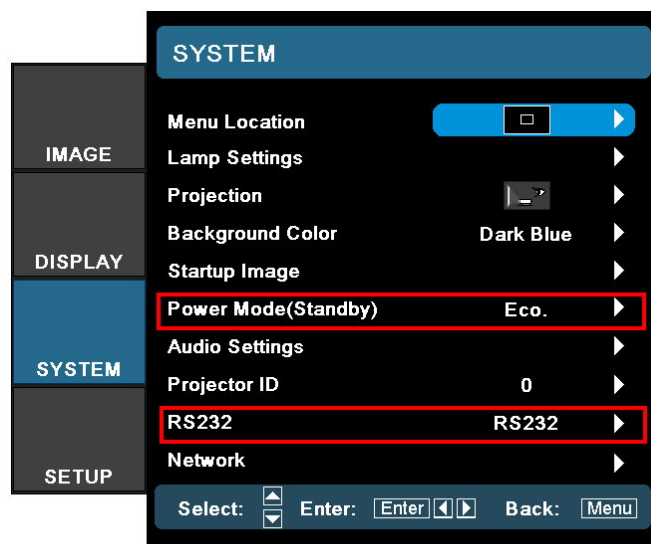 SYSTEM
Menu Location
IMAGE
Lamp Settings
Projection
Background Color Dark Blue
DISPLAY
Startup Image
Power Mode(Standby) Eco.
Audio Settings
SYSTEM
Projector ID 0
RS232 RS232
Network
SETUP
Select: Enter: Enter Back: Menu